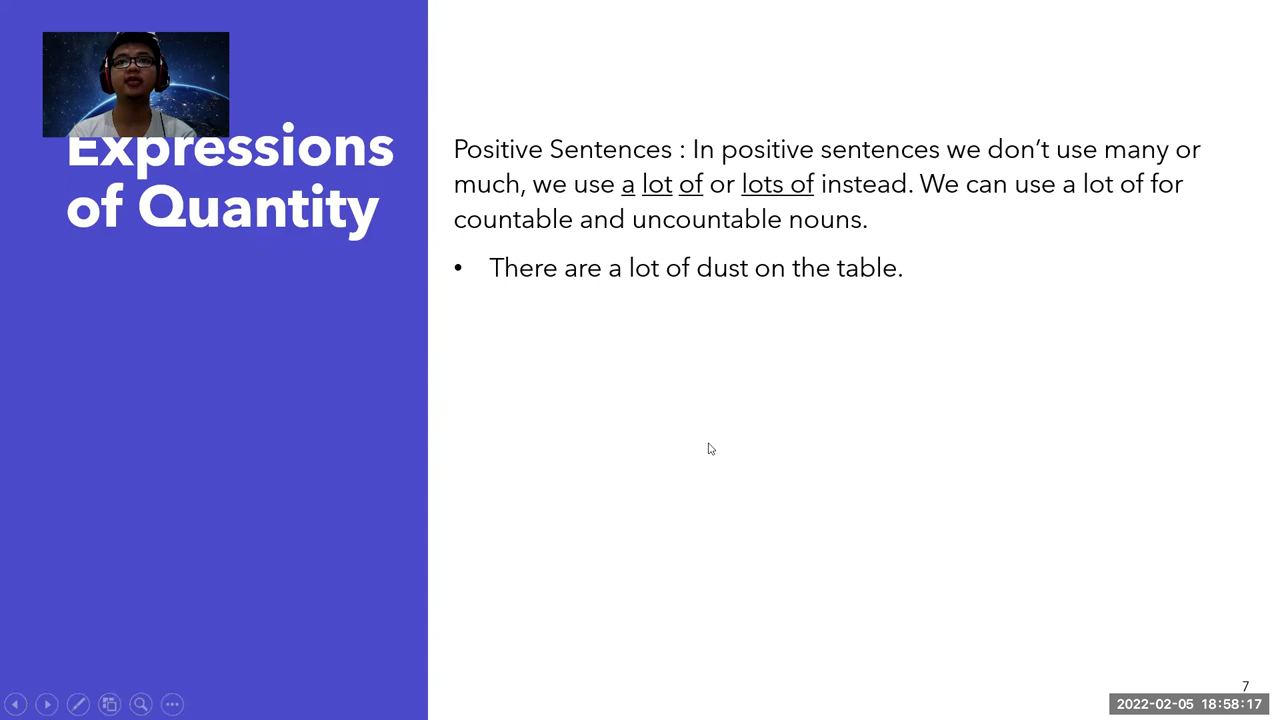 Expressions
of Quantity
Positive Sentences : In positive sentences we don’t use many or
much, we use a lot of or lots of instead. We can use a lot of for
countable and uncountable nouns.
• There are a lot of dust on the table.
7
2022-02-05 18:58:17